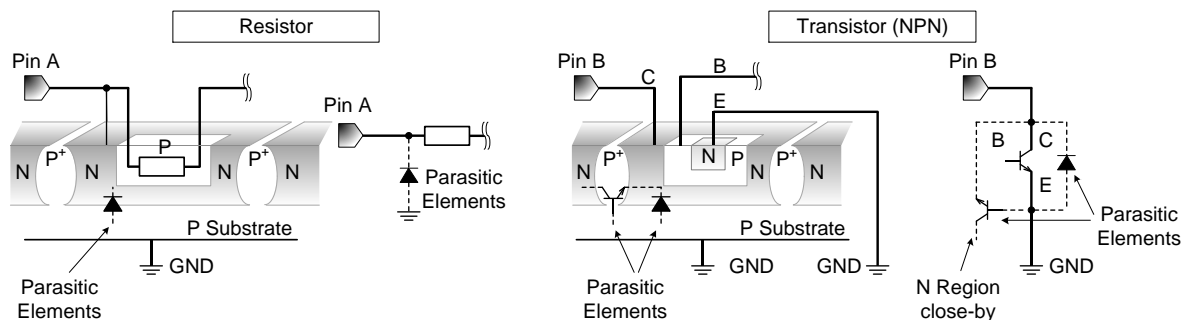 Resistor
Transistor (NPN)
Pin A
Pin A
N
P+
N
P
N
P+
N
Parasitic
Elements
P Substrate
GND
Parasitic
Elements
Pin B
C
B
E
N
P+
N
N
P
P+
N
P Substrate
GND
GND
Parasitic
Elements
Pin B
B
C
E
Parasitic
Elements
GND
N Region
close-by